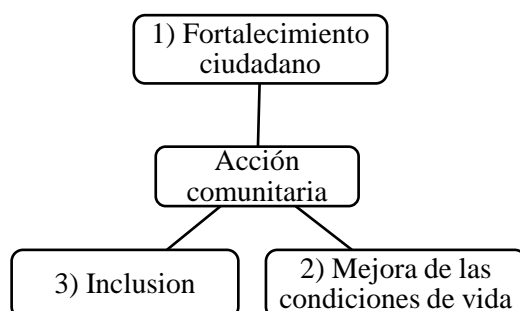 1) Fortalecimiento
ciudadano
Acción
comunitaria
3) Inclusion
2) Mejora de las
condiciones de vida